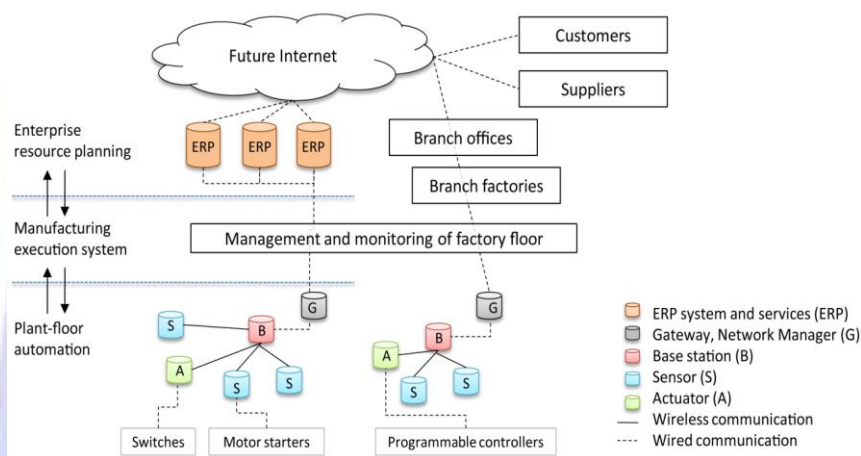 Future Internet
Customers
Suppliers
ERP
ERP
ERP
Branch offices
Branch factories
Enterprise
resource planning
Manufacturing
execution system
Management and monitoring of factory floor
Plant-floor
automation
G
G
S
B
A
S
S
B
A
S
S
Switches
Motor starters
Programmable controllers
ERP system and services (ERP)
Gateway, Network Manager (G)
Base station (B)
Sensor (S)
Actuator (A)
Wireless communication
Wired communication